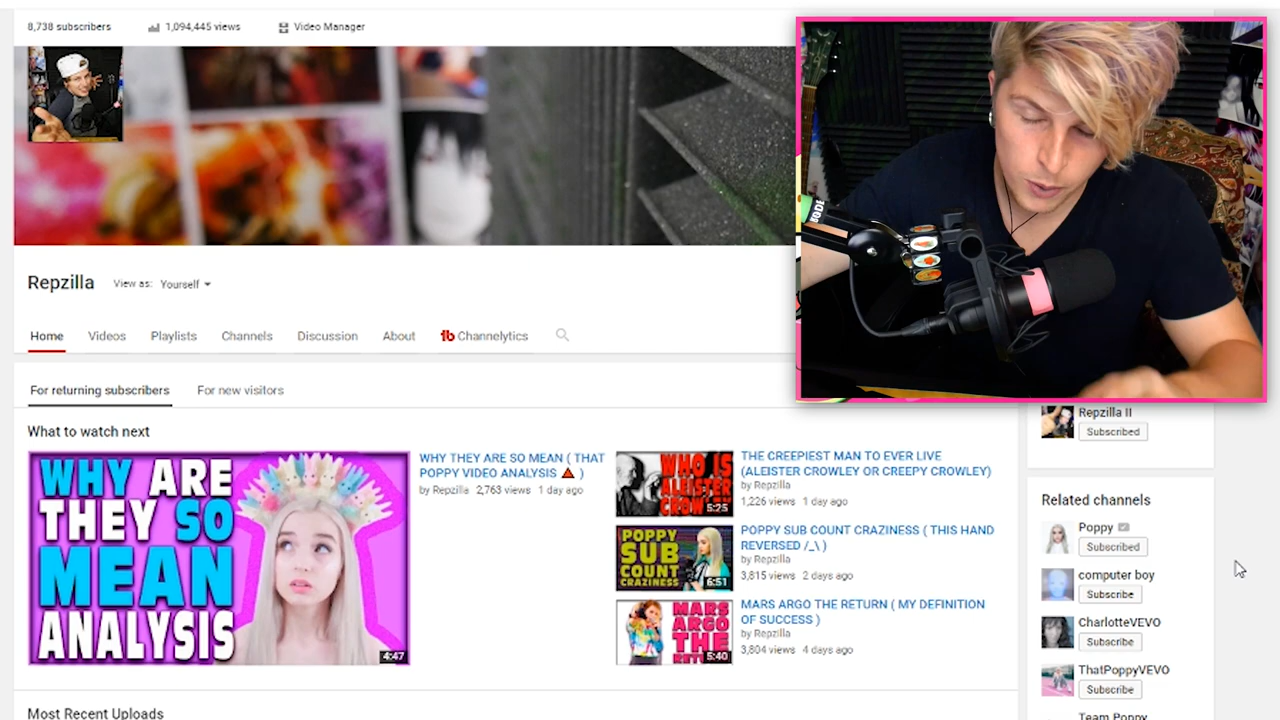 8,738 subscribers
1,094,445 views
Video Manager
Repzilla
View as: Yourself
Home
Videos
Playlists
Channels
Discussion
About
tb Channelytics
For returning subscribers
For new visitors
What to watch next
WHY ARE
THEY SO
MEAN
ANALYSIS
4:47
WHY THEY ARE SO MEAN ( THAT
POPPY VIDEO ANALYSIS 🔺 )
by Repzilla 2,763 views 1 day ago
WHO IS
ALEISTER
CROW
5:25
THE CREEPIEST MAN TO EVER LIVE
(ALEISTER CROWLEY OR CREEPY CROWLEY)
by Repzilla
1,226 views 1 day ago
POPPY
SUB
COUNT
CRAZINESS
6:51
POPPY SUB COUNT CRAZINESS ( THIS HAND
REVERSED /_\ )
by Repzilla
3,815 views 2 days ago
MARS
ARGO
THE
RET
5:40
MARS ARGO THE RETURN ( MY DEFINITION
OF SUCCESS )
by Repzilla
3,804 views 4 days ago
Most Recent Uploads
Repzilla II
Subscribed
Related channels
Poppy
Subscribed
computer boy
Subscribe
CharlotteVEVO
Subscribe
ThatPoppyVEVO
Subscribe
Team Poppy